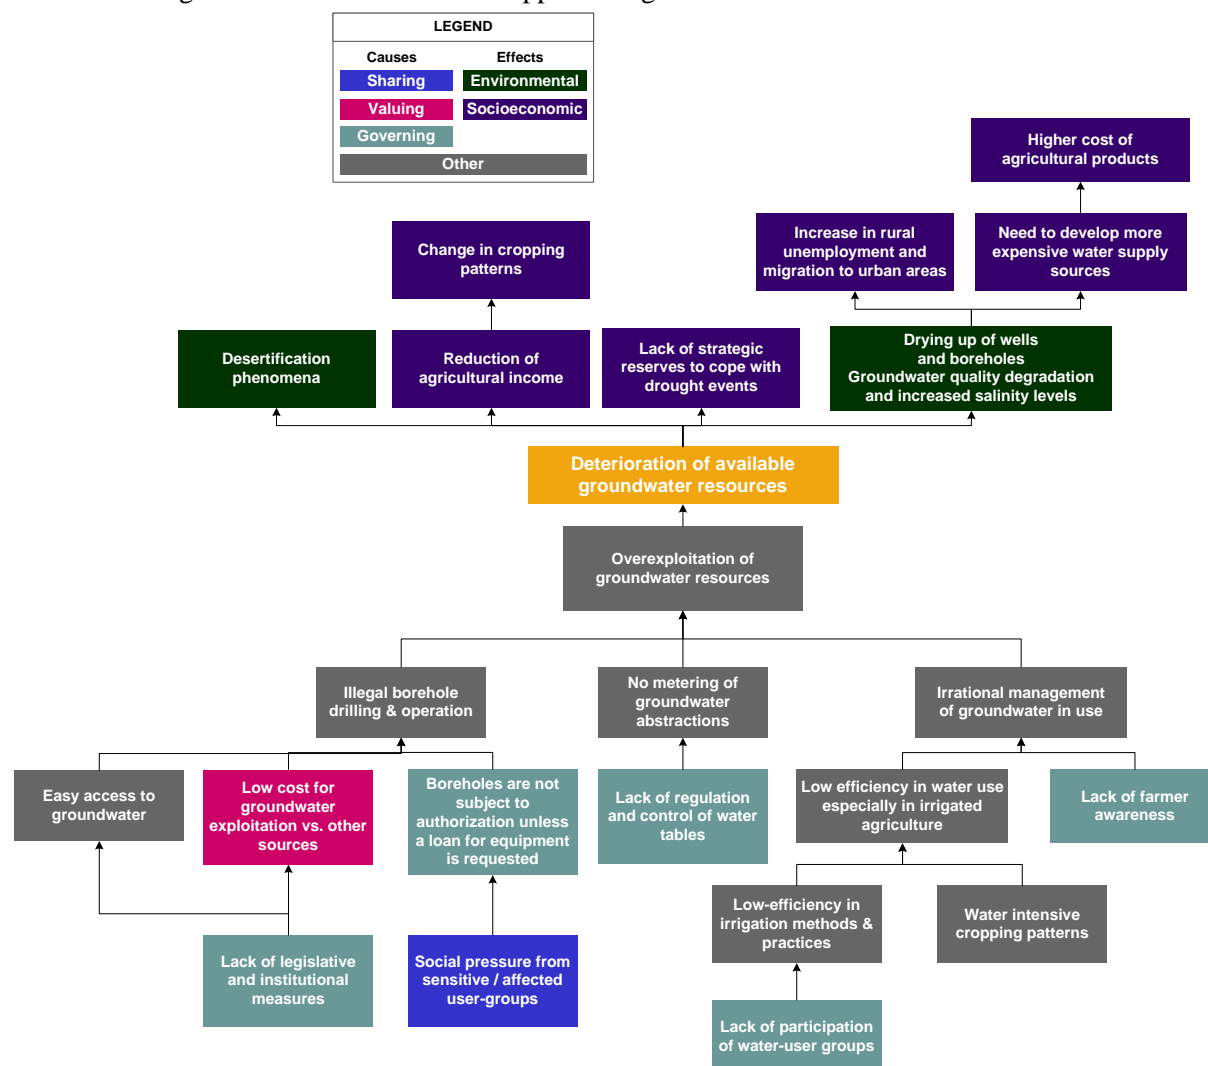 LEGEND
Causes
Effects
Sharing
Environmental
Valuing
Socioeconomic
Governing
Other
Higher cost of
agricultural products
Change in cropping
patterns
Increase in rural
unemployment and
migration to urban areas
Need to develop more
expensive water supply
sources
Desertification
phenomena
Reduction of
agricultural income
Lack of strategic
reserves to cope with
drought events
Drying up of wells
and boreholes
Groundwater quality degradation
and increased salinity levels
Deterioration of available
groundwater resources
Overexploitation of
groundwater resources
Illegal borehole
drilling & operation
No metering of
groundwater
abstractions
Irrational management
of groundwater in use
Easy access to
groundwater
Low cost for
groundwater
exploitation vs. other
sources
Boreholes are not
subject to
authorization unless
a loan for equipment
is requested
Lack of regulation
and control of water
tables
Low efficiency in water use
especially in irrigated
agriculture
Lack of farmer
awareness
Low-efficiency in
irrigation methods &
practices
Water intensive
cropping patterns
Lack of legislative
and institutional
measures
Social pressure from
sensitive / affected
user-groups
Lack of participation
of water-user groups